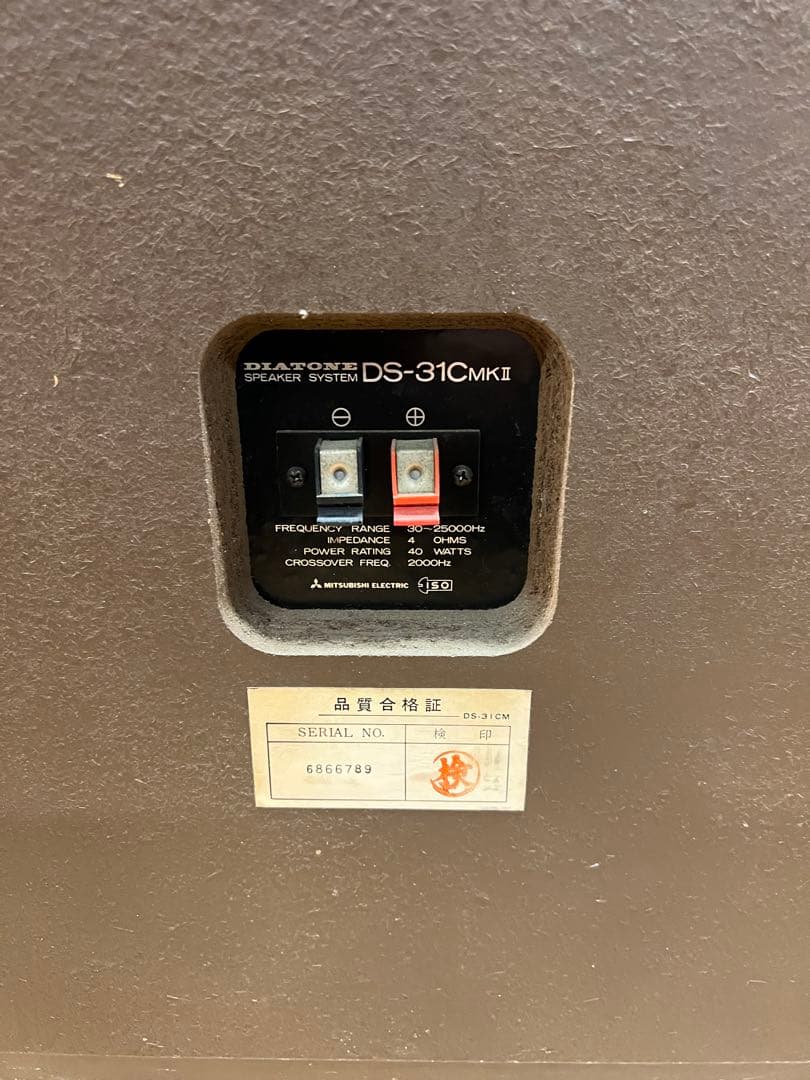 DIATONE
SPEAKER SYSTEM DS-31CMKII
⊖ ⊕
FREQUENCY RANGE 30~25000Hz
IMPEDANCE 4 OHMS
POWER RATING 40 WATTS
CROSSOVER FREQ. 2000Hz
MITSUBISHI ELECTRIC ISO
品質合格証
DS-31CM
SERIAL NO. 検印
6866789 検